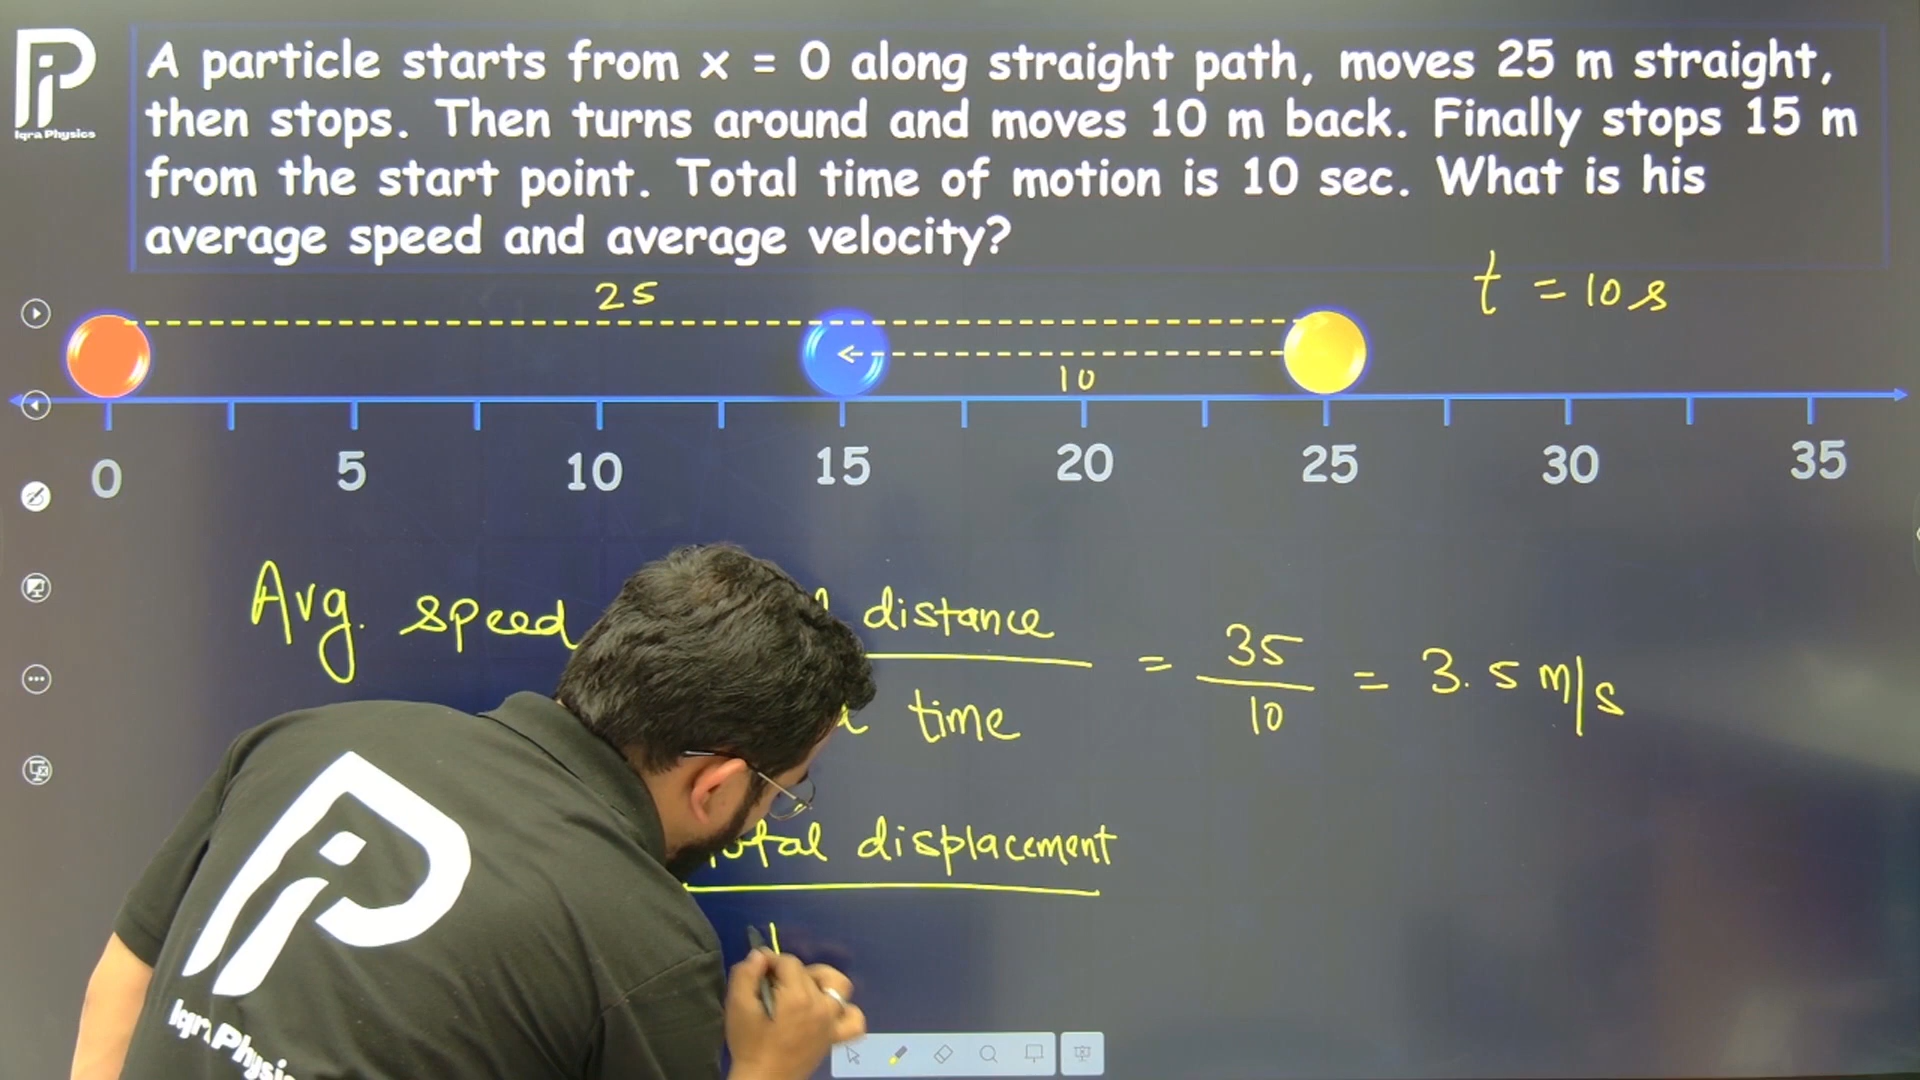 Iqra Physics
A particle starts from x = 0 along straight path, moves 25 m straight,
then stops. Then turns around and moves 10 m back. Finally stops 15 m
from the start point. Total time of motion is 10 sec. What is his
average speed and average velocity?
t = 10 s
25
10
0 5 10 15 20 25 30 35
Avg. speed distance
time
= 35/10 = 3.5 m/s
Total displacement
Iqra Physics